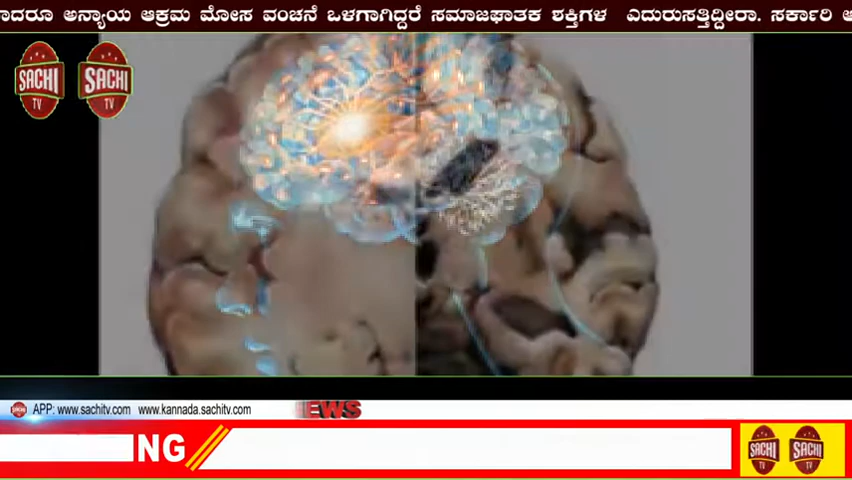 ಅನ್ಯಾಯ ಆಕ್ರಮ ಮೋಸ ವಂಚನೆ ಒಳಗಾಗಿದ್ದರೆ ಸಮಾಜಘಾತಕ ಶಕ್ತಿಗಳ ಎದುರುಸತ್ತಿದ್ದೀರಾ. ಸರ್ಕಾರಿ
SACHI TV SACHI TV
APP: www.sachitv.com www.kannada.sachitv.com EWS
NG
SACHI TV SACHI TV